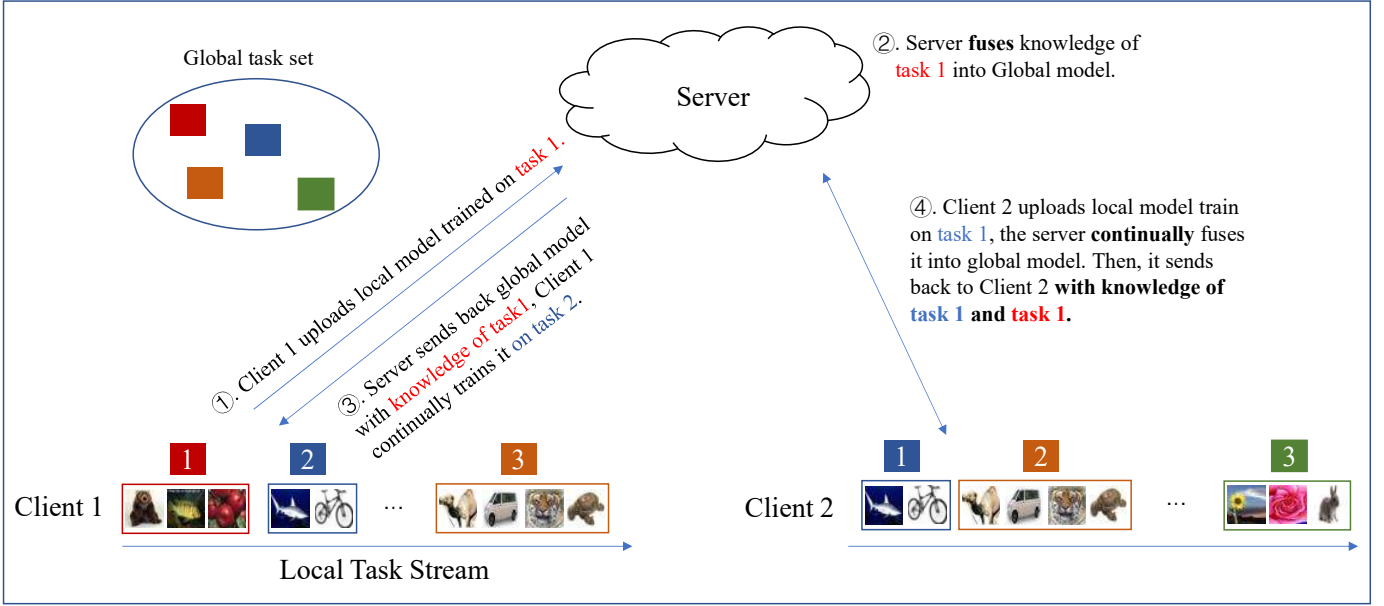 Global task set
Server
②. Server fuses knowledge of
task 1 into Global model.
①. Client 1 uploads local model trained on task 1.
③. Server sends back global model
with knowledge of task1, Client 1
continually trains it on task 2.
④. Client 2 uploads local model train
on task 1, the server continually fuses
it into global model. Then, it sends
back to Client 2 with knowledge of
task 1 and task 1.
1
2
3
Client 1
...
Local Task Stream
1
2
3
Client 2
...